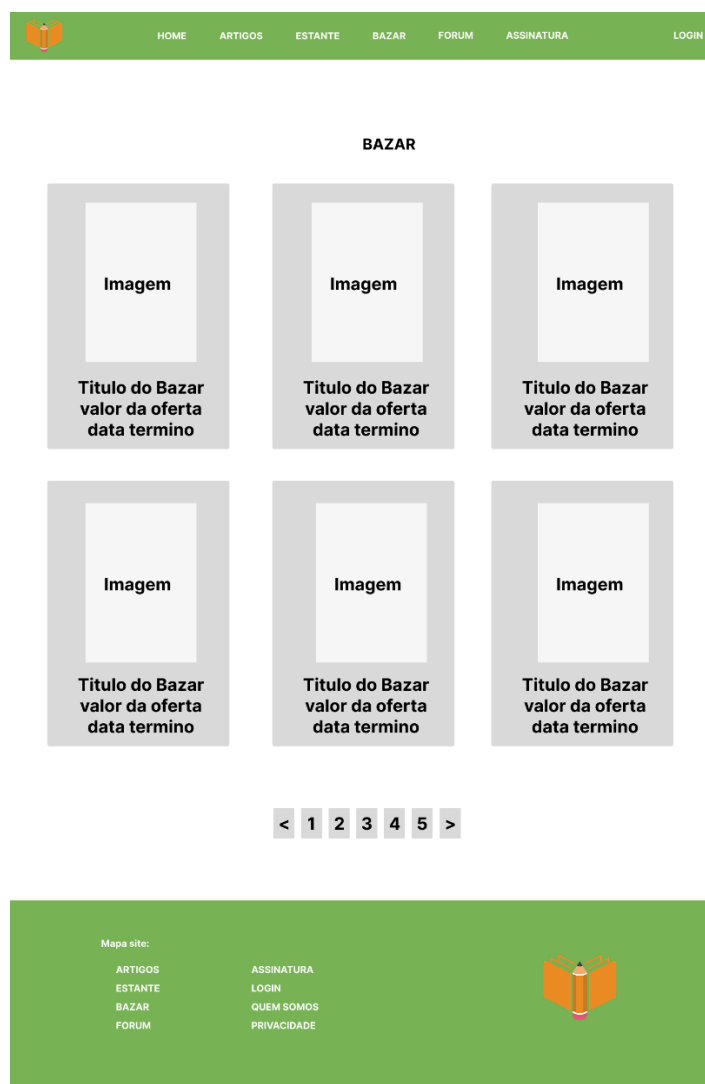 HOME ARTIGOS ESTANTE BAZAR FORUM ASSINATURA LOGIN
BAZAR
Imagem
Titulo do Bazar
valor da oferta
data termino
Imagem
Titulo do Bazar
valor da oferta
data termino
Imagem
Titulo do Bazar
valor da oferta
data termino
Imagem
Titulo do Bazar
valor da oferta
data termino
Imagem
Titulo do Bazar
valor da oferta
data termino
Imagem
Titulo do Bazar
valor da oferta
data termino
< 1 2 3 4 5 >
Mapa site:
ARTIGOS
ESTANTE
BAZAR
FORUM
ASSINATURA
LOGIN
QUEM SOMOS
PRIVACIDADE